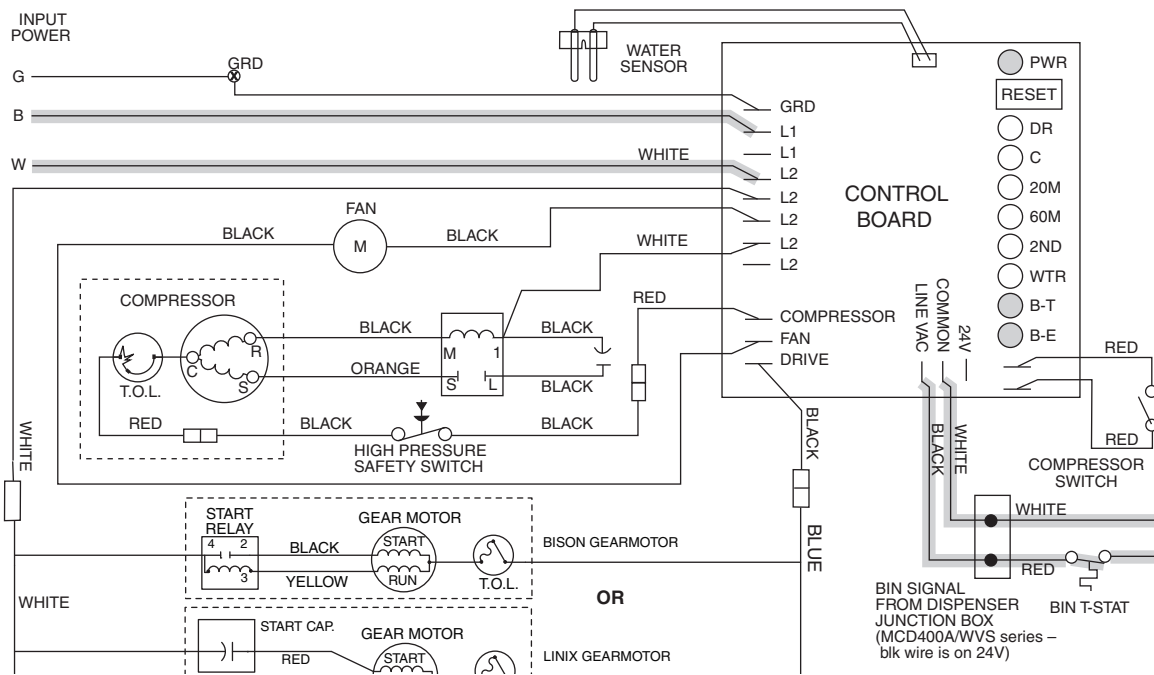 INPUT
POWER
G
GRD
B
W
WATER
SENSOR
WHITE
GRD
L1
L1
L2
L2
L2
L2
L2
CONTROL
BOARD
PWR
RESET
DR
C
20M
60M
2ND
WTR
B-T
B-E
FAN
M
BLACK
BLACK
WHITE
COMPRESSOR
R
C
S
T.O.L.
BLACK
ORANGE
M
1
S
L
BLACK
BLACK
RED
RED
BLACK
BLACK
HIGH PRESSURE
SAFETY SWITCH
COMPRESSOR
FAN
DRIVE
LINE VAC
COMMON
24V
RED
RED
COMPRESSOR
SWITCH
BLACK
WHITE
WHITE
RED
BIN T-STAT
BIN SIGNAL
FROM DISPENSER
JUNCTION BOX
(MCD400A/WVS series –
blk wire is on 24V)
WHITE
BLACK
BLUE
START
RELAY
4
2
3
BLACK
YELLOW
GEAR MOTOR
START
RUN
T.O.L.
BISON GEARMOTOR
OR
WHITE
START CAP.
RED
GEAR MOTOR
START
LINIX GEARMOTOR